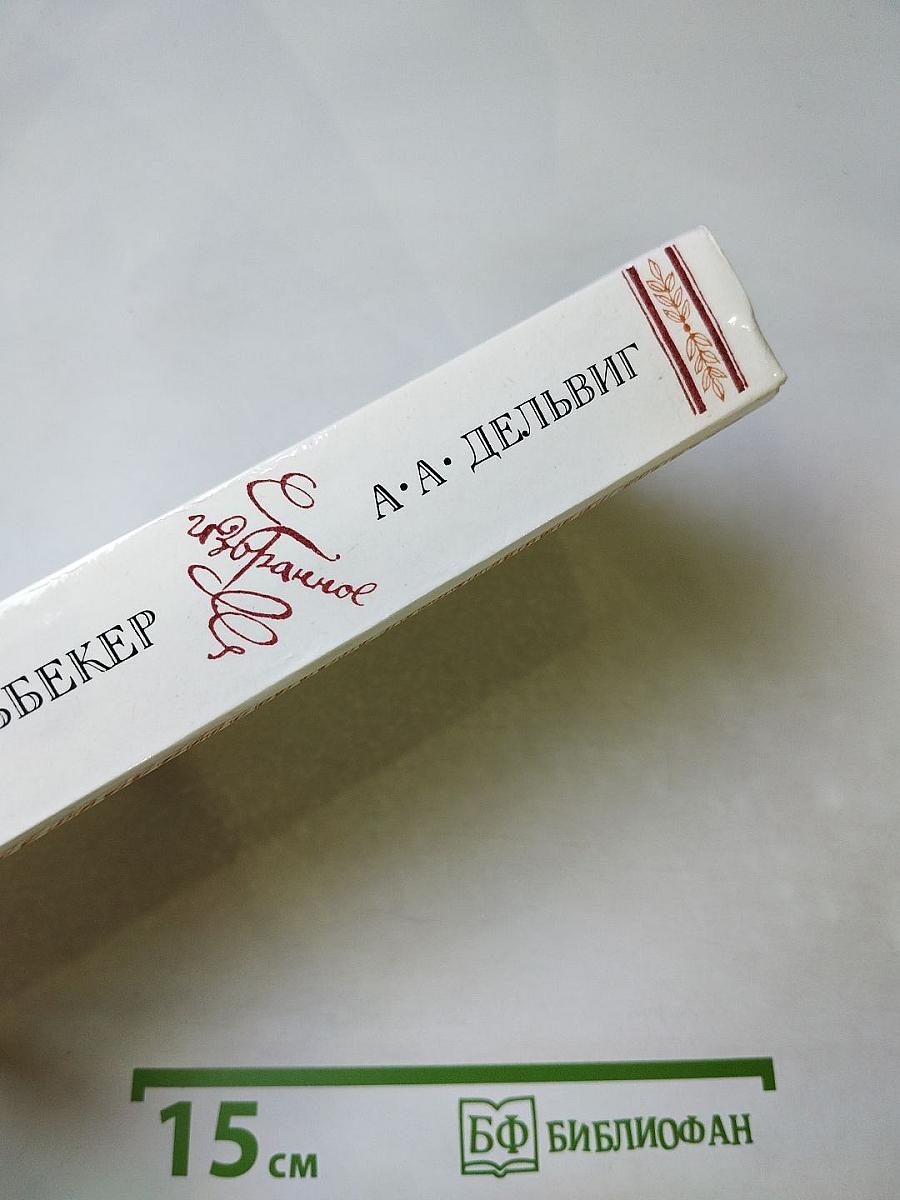 А·А·ДЕЛЬВИГ
избранное
ЬБЕКЕР
15 см
БФ БИБЛИОФАН